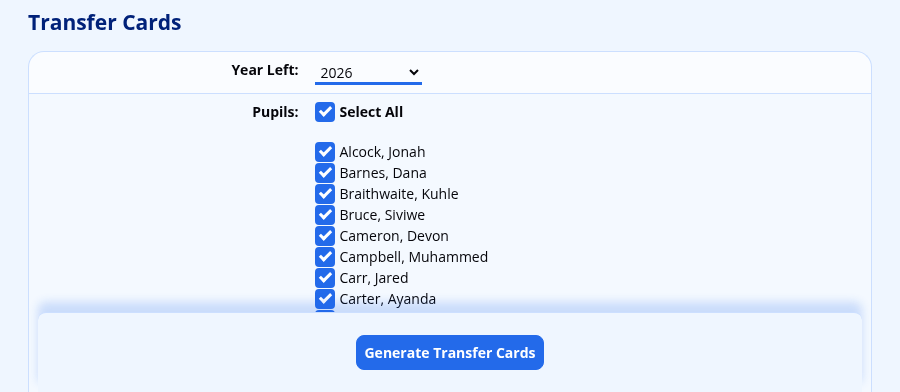 Transfer Cards
Year Left: 2026
Pupils: Select All
Alcock, Jonah
Barnes, Dana
Braithwaite, Kuhle
Bruce, Siviwe
Cameron, Devon
Campbell, Muhammed
Carr, Jared
Carter, Ayanda
Generate Transfer Cards